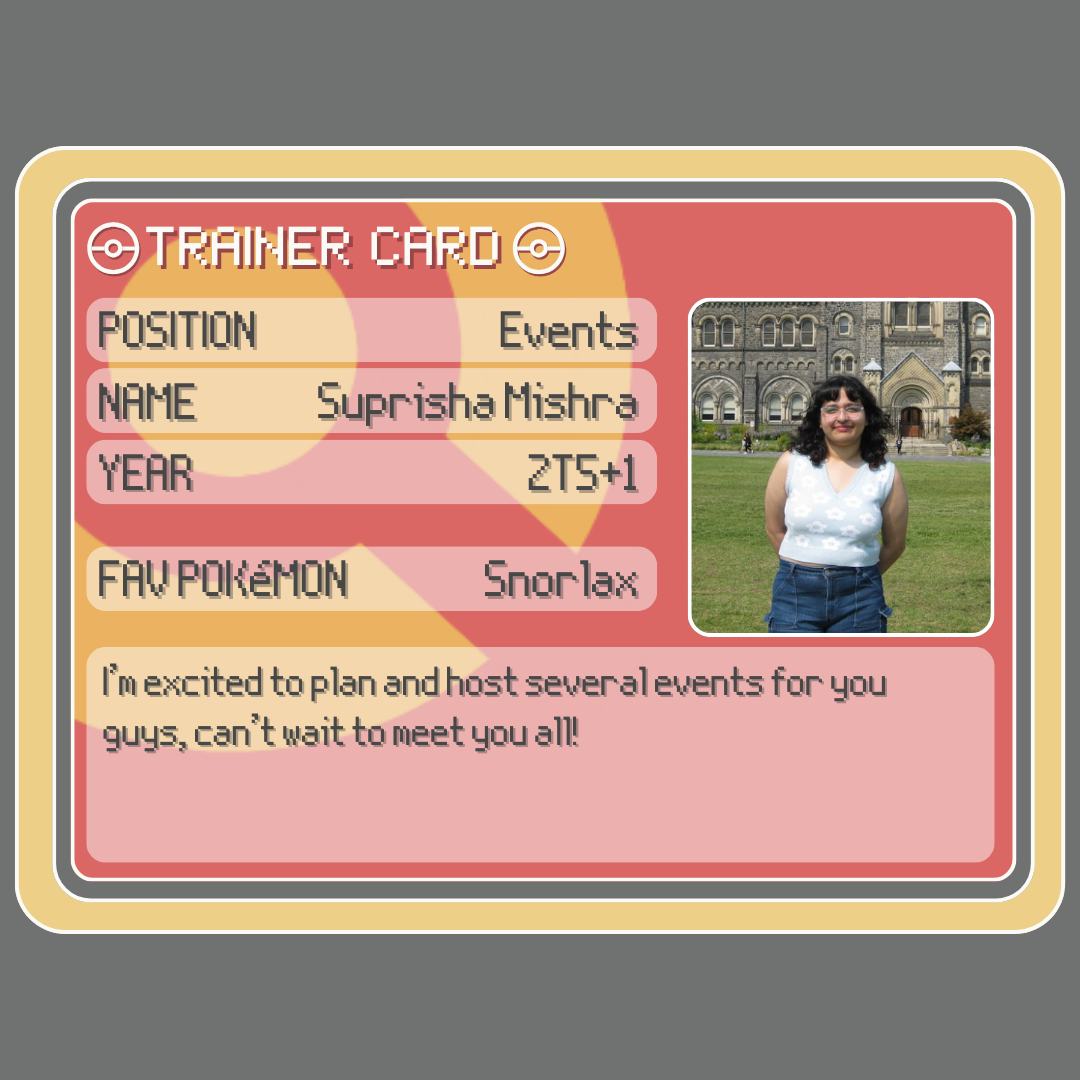 TRAINER CARD
POSITION Events
NAME Suprisha Mishra
YEAR 2T5+1
FAV POKéMON Snorlax
I'm excited to plan and host several events for you
guys, can't wait to meet you all!